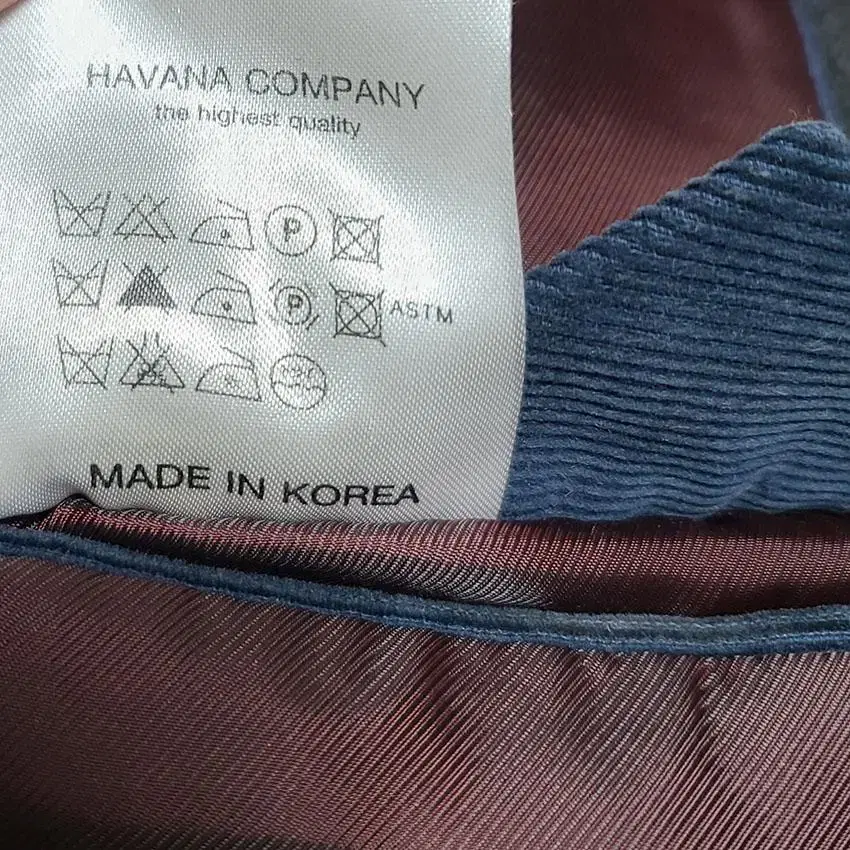 HAVANA COMPANY
the highest quality
P
P ASTM
MADE IN KOREA